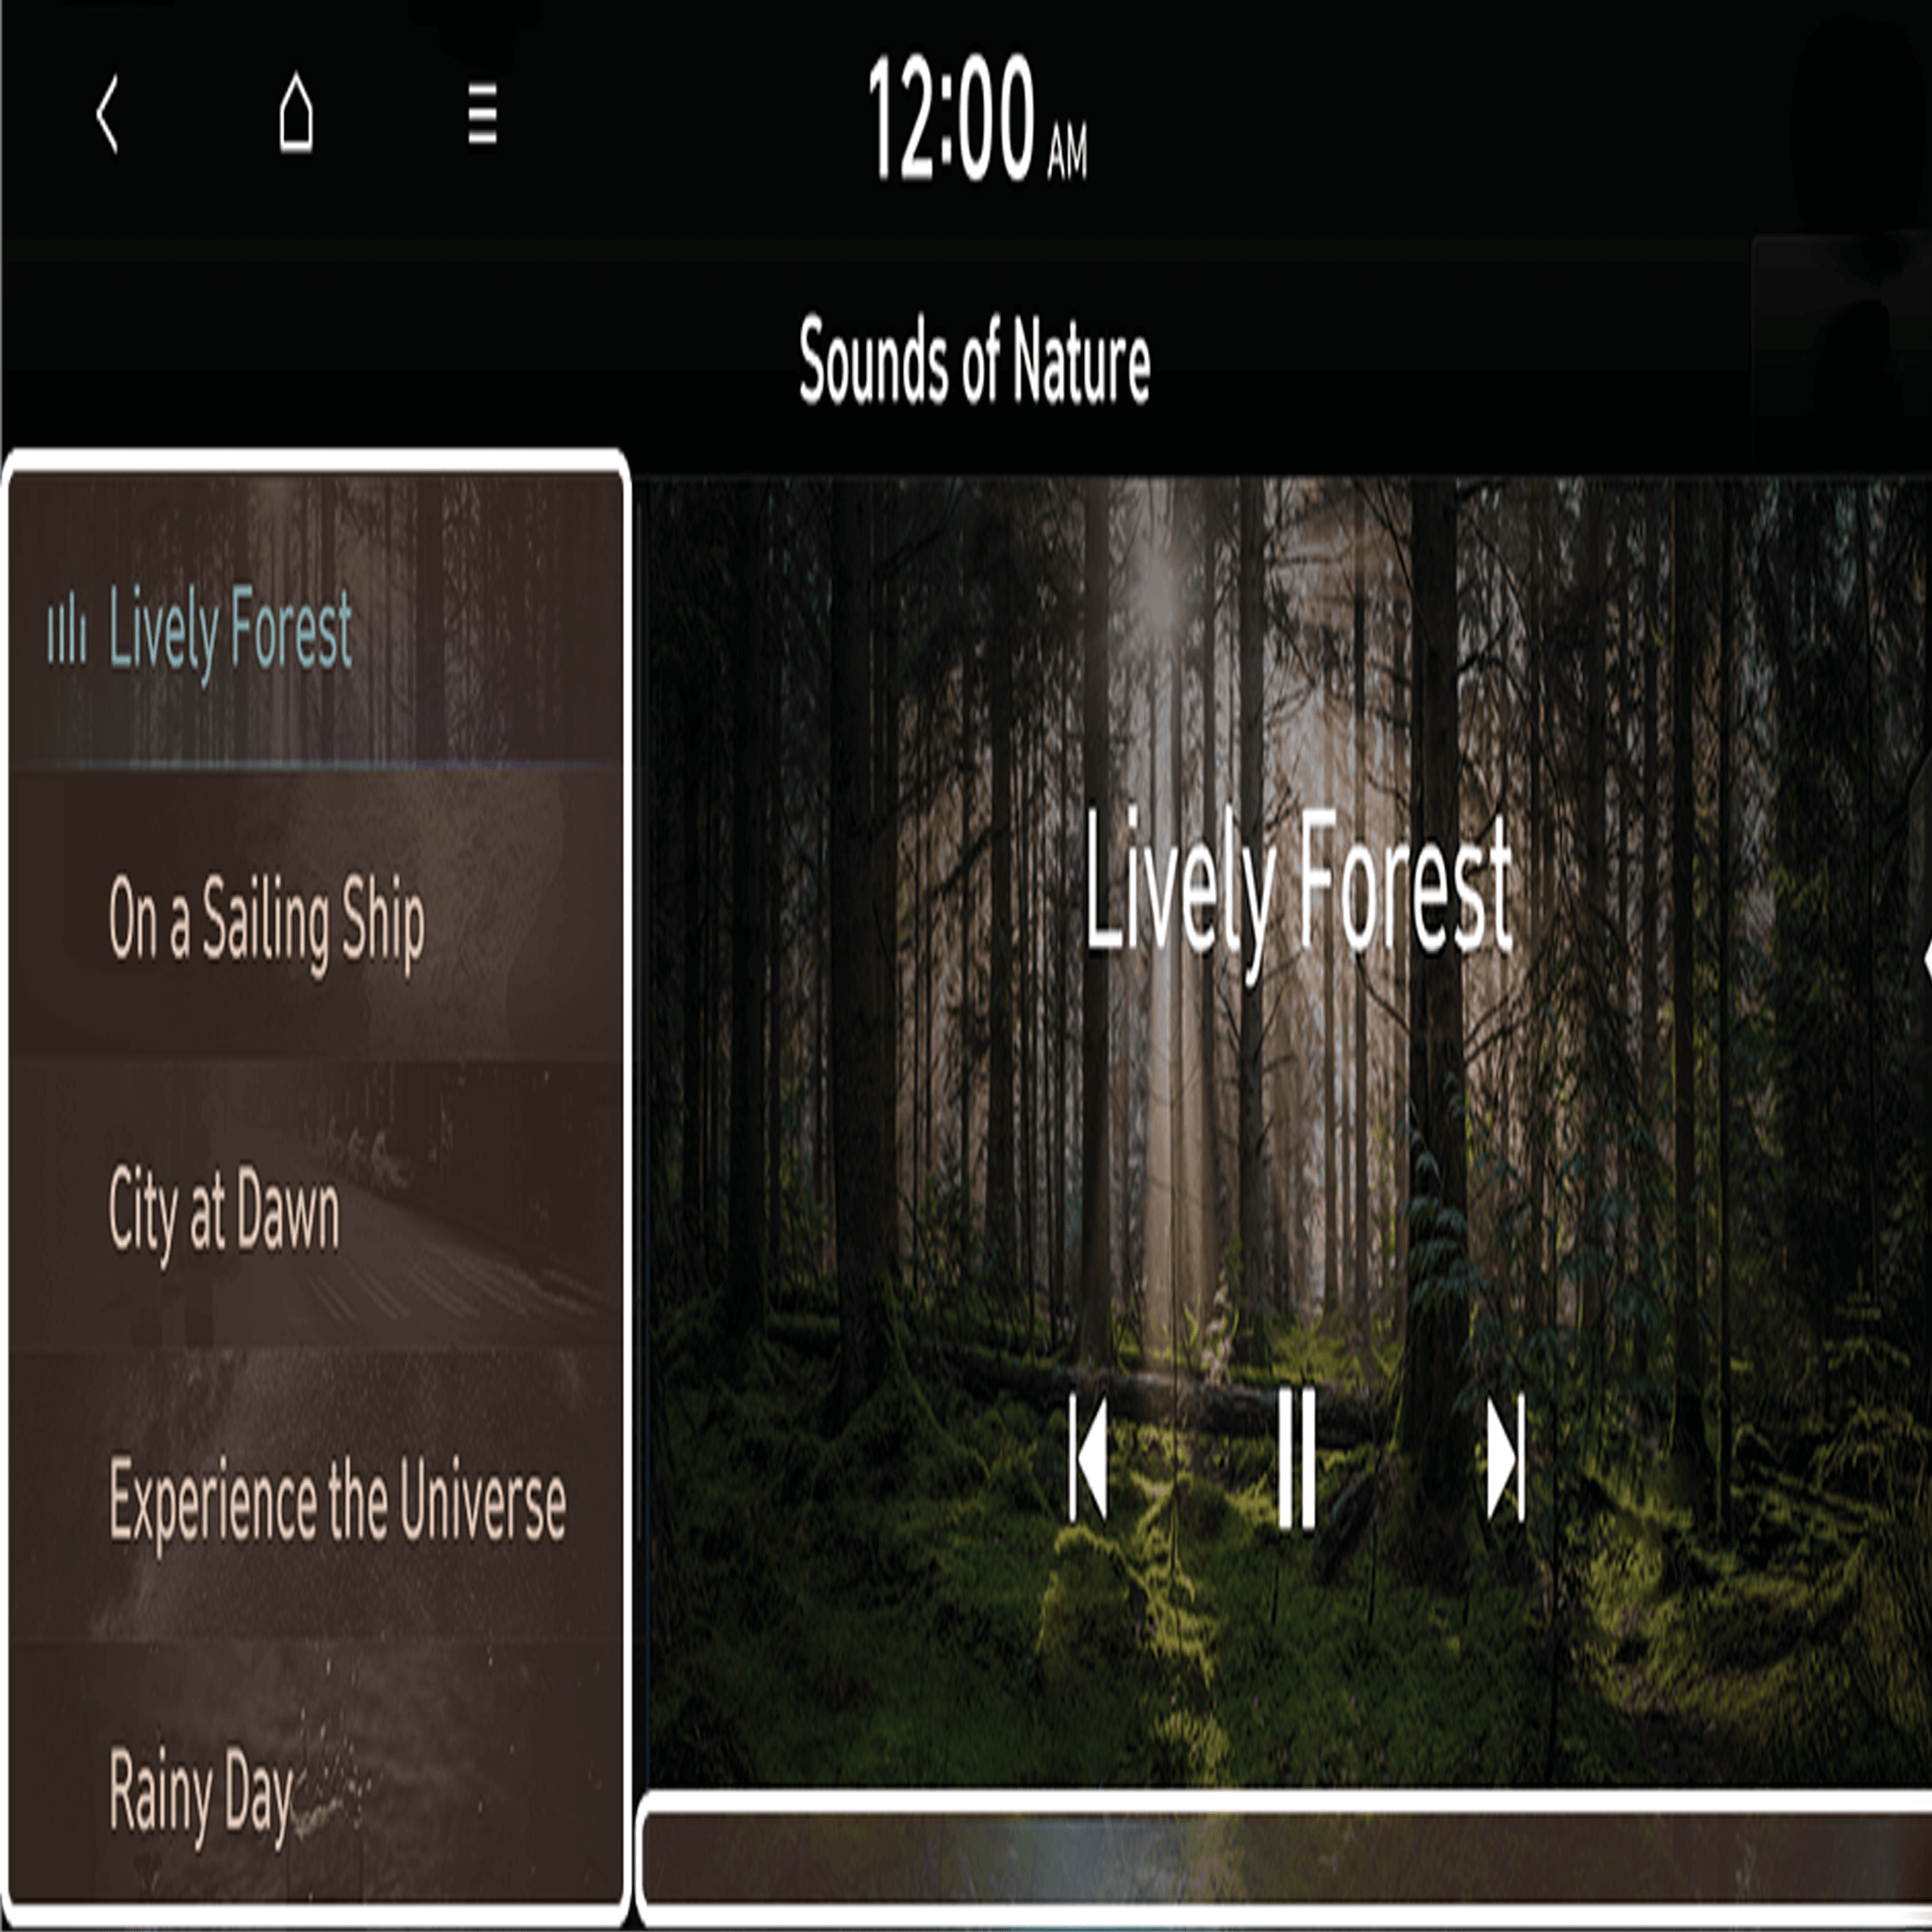 12:00 AM
Sounds of Nature
Lively Forest
On a Sailing Ship
City at Dawn
Experience the Universe
Rainy Day
Lively Forest